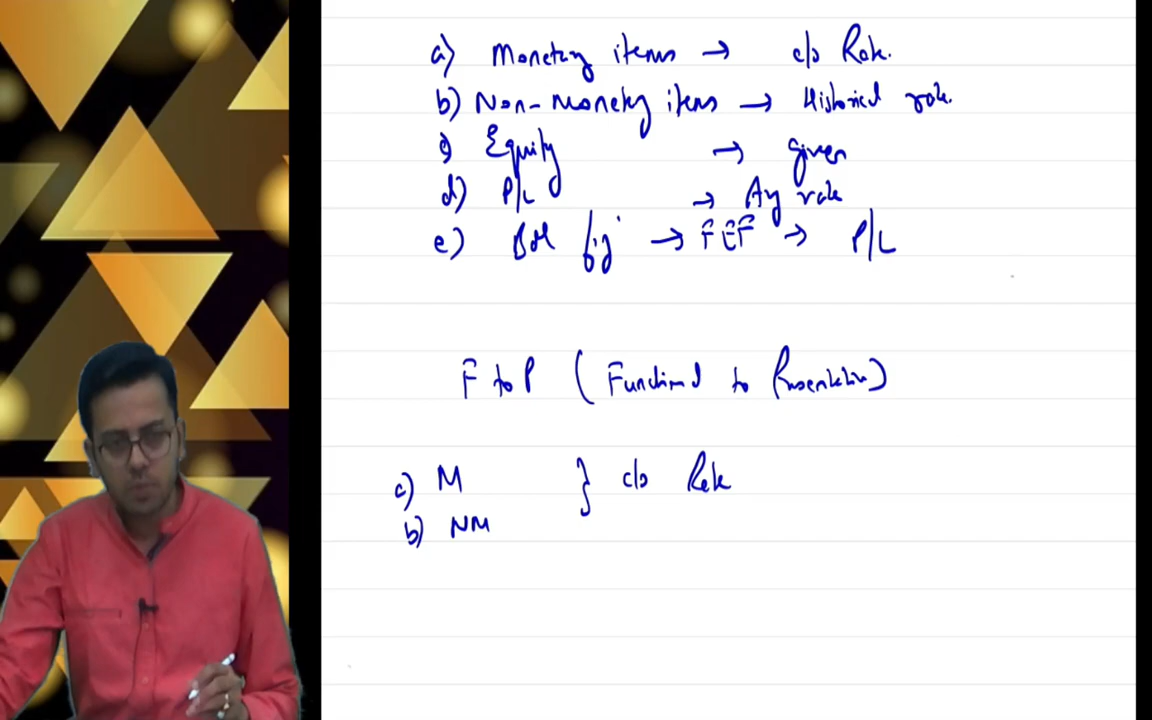 a) Monetary items → c/o Rate.
b) Non-monetary items → Historical rate.
c) Equity → given
d) P/L → Avg rate
e) Bal fig → FEF → P/L
F to P (Functional to Presentation)
a) M } c/o Rate
b) NM